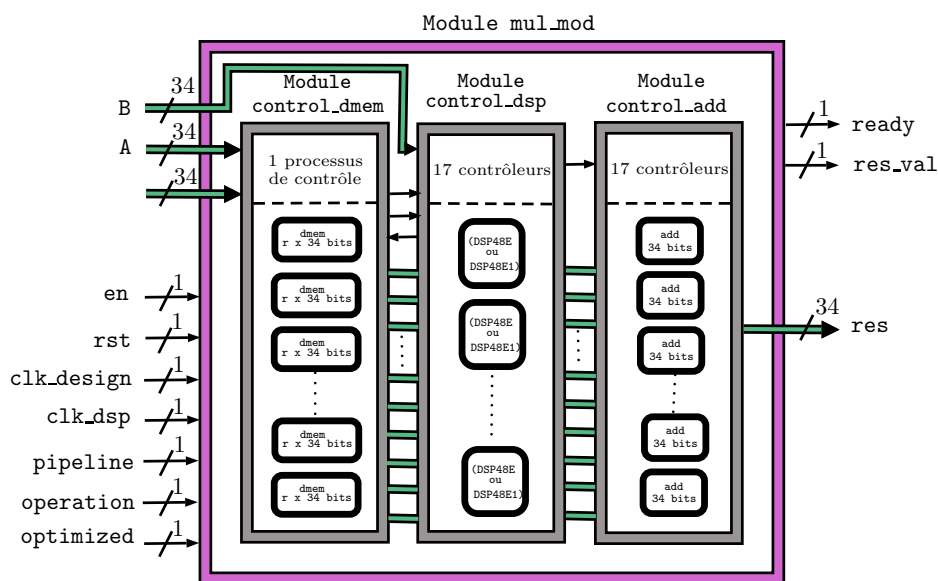 Module mul_mod
34
B
34
A
34
en
1
rst
1
clk_design
1
clk_dsp
1
pipeline
1
operation
1
optimized
1
Module
control_dmem
1 processus
de contrôle
dmem
r x 34 bits
dmem
r x 34 bits
dmem
r x 34 bits
dmem
r x 34 bits
dmem
r x 34 bits
Module
control_dsp
17 contrôleurs
(DSP48E
ou
DSP48E1)
(DSP48E
ou
DSP48E1)
(DSP48E
ou
DSP48E1)
Module
control_add
17 contrôleurs
add
34 bits
add
34 bits
add
34 bits
add
34 bits
add
34 bits
1
ready
1
res_val
34
res